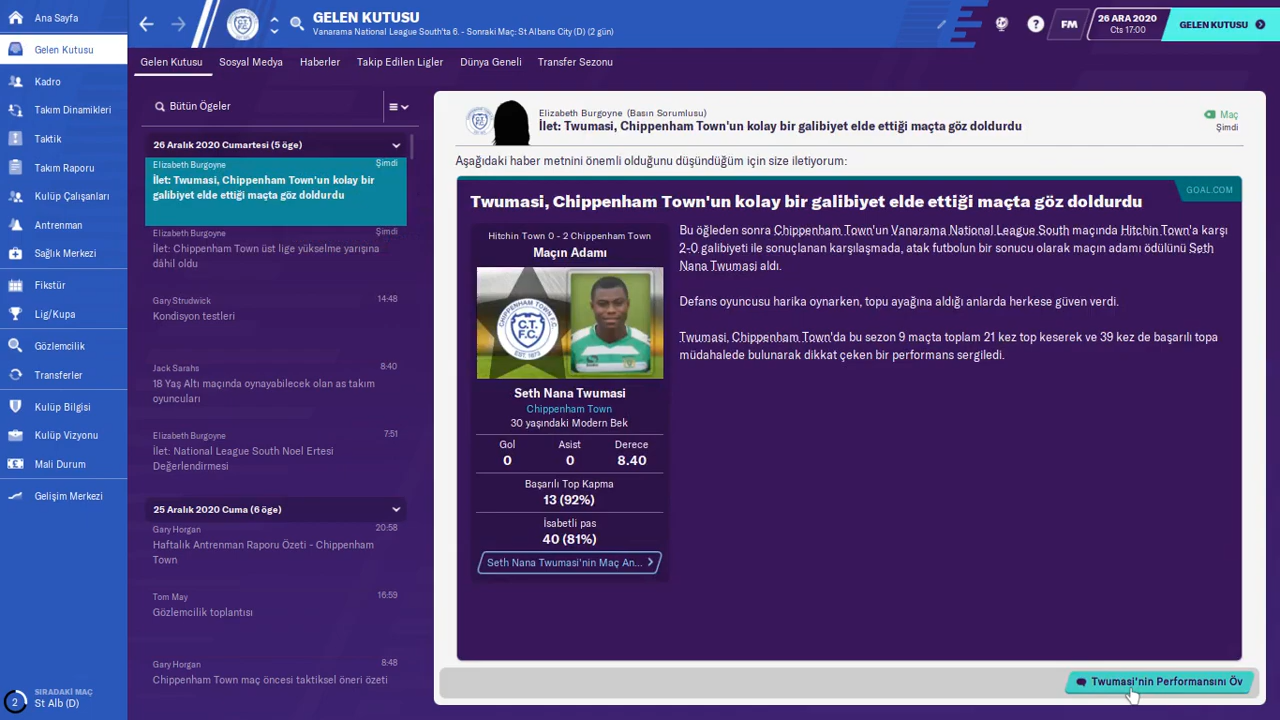 Ana Sayfa
Gelen Kutusu
Kadro
Takım Dinamikleri
Taktik
Takım Raporu
Kulüp Çalışanları
Antrenman
Sağlık Merkezi
Fikstür
Lig/Kupa
Gözlemcilik
Transferler
Kulüp Bilgisi
Kulüp Vizyonu
Mali Durum
Gelişim Merkezi
2
SIRADAKİ MAÇ
St Alb (D)
GELEN KUTUSU
Vanarama National League South'ta 6. - Sonraki Maç: St Albans City (D) (2 gün)
?
FM
26 ARA 2020
Cts 17:00
GELEN KUTUSU
Gelen Kutusu
Sosyal Medya
Haberler
Takip Edilen Ligler
Dünya Geneli
Transfer Sezonu
Bütün Ögeler
26 Aralık 2020 Cumartesi (5 öge)
Elizabeth Burgoyne
Şimdi
İlet: Twumasi, Chippenham Town'un kolay bir
galibiyet elde ettiği maçta göz doldurdu
Elizabeth Burgoyne
Şimdi
İlet: Chippenham Town üst lige yükselme yarışına
dâhil oldu
Gary Strudwick
14:48
Kondisyon testleri
Jack Sarahs
8:40
18 Yaş Altı maçında oynayabilecek olan as takım
oyuncuları
Elizabeth Burgoyne
7:51
İlet: National League South Noel Ertesi
Değerlendirmesi
25 Aralık 2020 Cuma (6 öge)
Gary Horgan
20:58
Haftalık Antrenman Raporu Özeti - Chippenham
Town
Tom May
16:59
Gözlemcilik toplantısı
Gary Horgan
8:48
Chippenham Town maç öncesi taktiksel öneri özeti
Elizabeth Burgoyne (Basın Sorumlusu)
İlet: Twumasi, Chippenham Town'un kolay bir galibiyet elde ettiği maçta göz doldurdu
Maç
Şimdi
Aşağıdaki haber metnini önemli olduğunu düşündüğüm için size iletiyorum:
GOAL.COM
Twumasi, Chippenham Town'un kolay bir galibiyet elde ettiği maçta göz doldurdu
Hitchin Town 0 - 2 Chippenham Town
Maçın Adamı
CHIPPENHAM TOWN F.C.
C.T.
F.C.
EST. 1873
Seth Nana Twumasi
Chippenham Town
30 yaşındaki Modern Bek
Gol
Asist
Derece
0
0
8.40
Başarılı Top Kapma
13 (92%)
İsabetli pas
40 (81%)
Seth Nana Twumasi'nin Maç An...
Bu öğleden sonra Chippenham Town'un Vanarama National League South maçında Hitchin Town'a karşı
2-0 galibiyeti ile sonuçlanan karşılaşmada, atak futbolun bir sonucu olarak maçın adamı ödülünü Seth
Nana Twumasi aldı.
Defans oyuncusu harika oynarken, topu ayağına aldığı anlarda herkese güven verdi.
Twumasi, Chippenham Town'da bu sezon 9 maçta toplam 21 kez top keserek ve 39 kez de başarılı topa
müdahalede bulunarak dikkat çeken bir performans sergiledi.
Twumasi'nin Performansını Öv